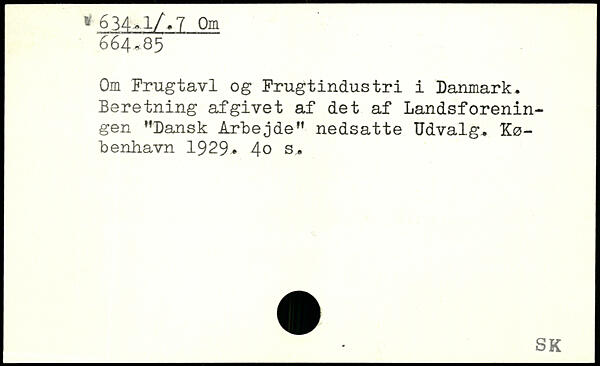 634.1/.7 Om
664.85
Om Frugtavl og Frugtindustri i Danmark.
Beretning afgivet af det af Landsforenin-
gen "Dansk Arbejde" nedsatte Udvalg. Kø-
benhavn 1929. 40 s.
SK